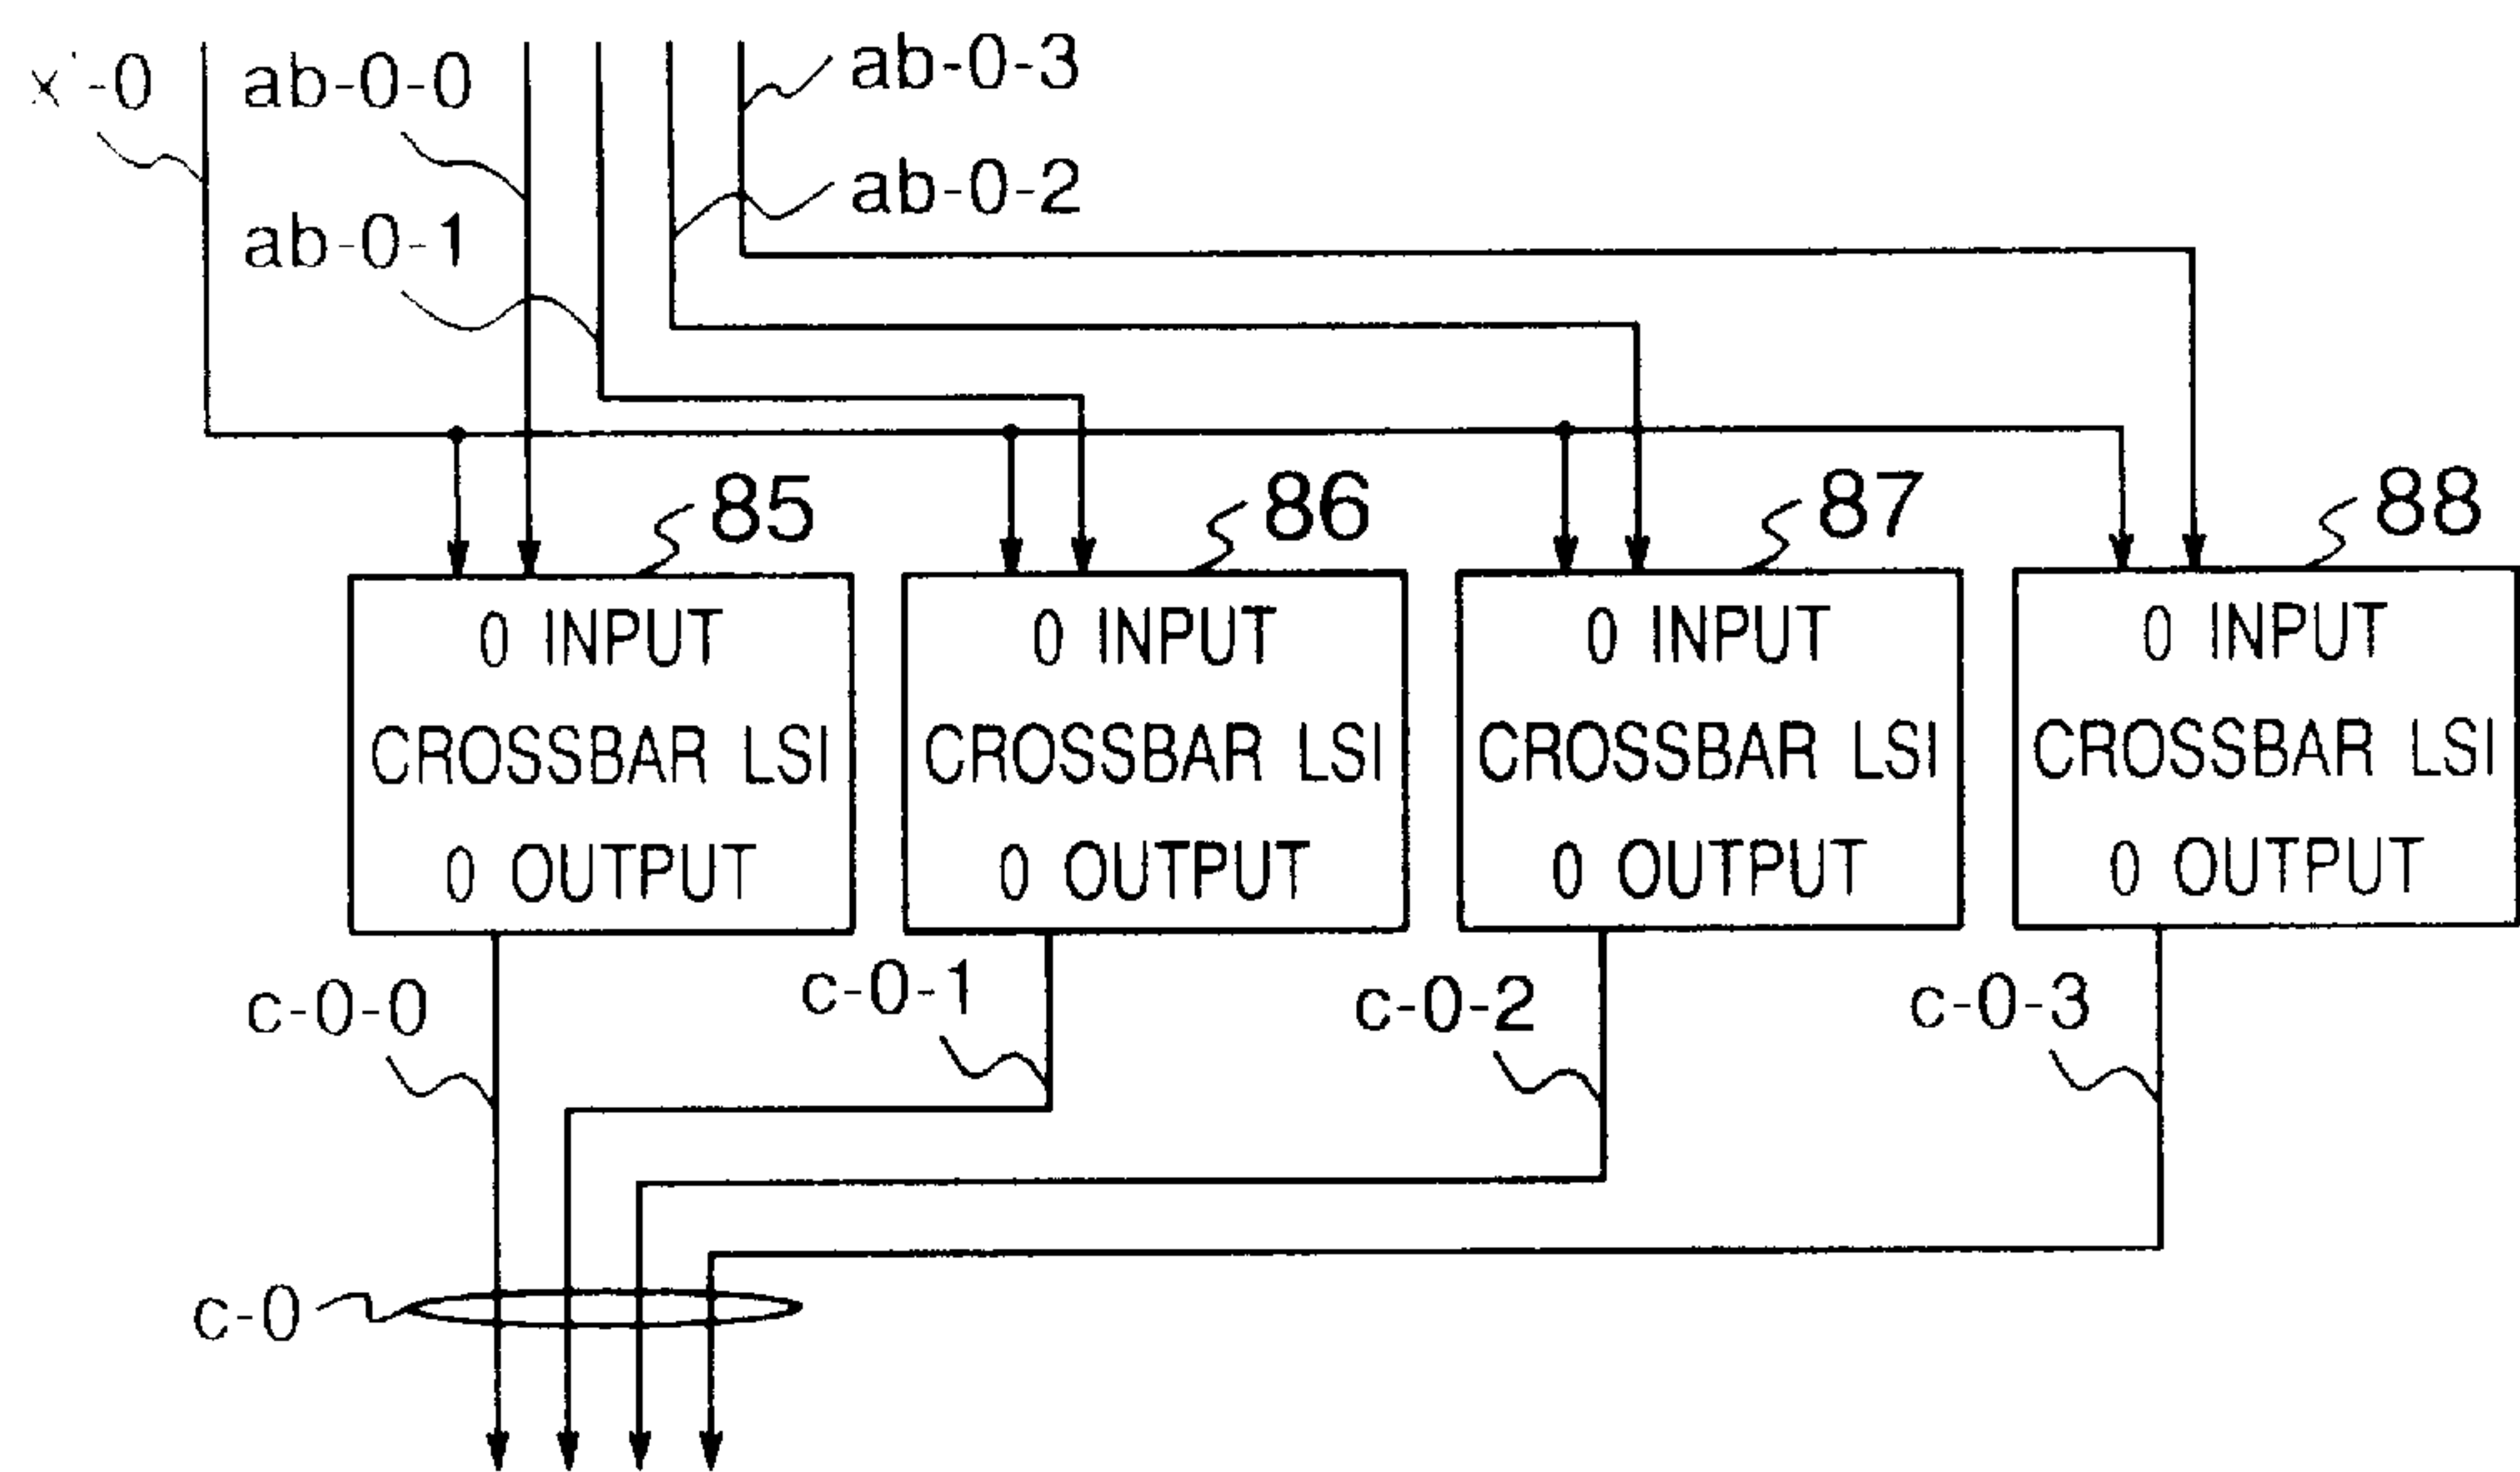 x'-0
ab-0-0
ab-0-3
ab-0-2
ab-0-1
85
86
87
88
0 INPUT
CROSSBAR LSI
0 OUTPUT
0 INPUT
CROSSBAR LSI
0 OUTPUT
0 INPUT
CROSSBAR LSI
0 OUTPUT
0 INPUT
CROSSBAR LSI
0 OUTPUT
c-0-0
c-0-1
c-0-2
c-0-3
c-0